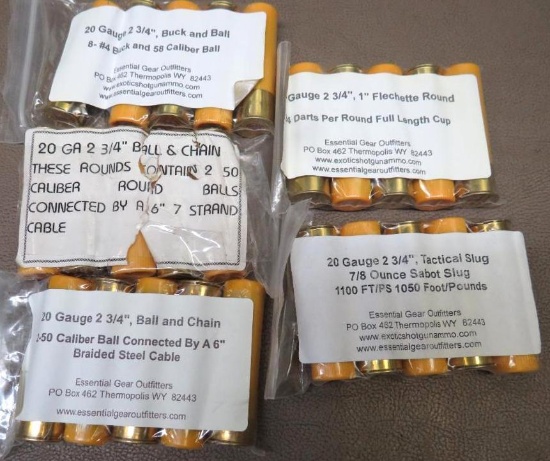 20 Gauge 2 3/4", Buck and Ball
8- #4 Buck and 58 Caliber Ball
Essential Gear Outfitters
PO Box 462 Thermopolis WY 82443
www.exoticshotgunammo.com
www.essentialgearoutfitters.com
20 GA 2 3/4" BALL & CHAIN
THESE ROUNDS CONTAIN 2 50
CALIBER ROUND BALLS
CONNECTED BY A 6" 7 STRAND
CABLE
20 Gauge 2 3/4", Ball and Chain
-50 Caliber Ball Connected By A 6"
Braided Steel Cable
Essential Gear Outfitters
PO Box 462 Thermopolis WY 82443
www.essentialgearoutfitters.com
Gauge 2 3/4", 1" Flechette Round
Darts Per Round Full Length Cup
Essential Gear Outfitters
PO Box 462 Thermopolis WY 82443
www.exoticshotgunammo.com
www.essentialgearoutfitters.com
20 Gauge 2 3/4", Tactical Slug
7/8 Ounce Sabot Slug
1100 FT/PS 1050 Foot/Pounds
Essential Gear Outfitters
PO Box 462 Thermopolis WY 82443
www.exoticshotgunammo.com
www.essentialgearoutfitters.com